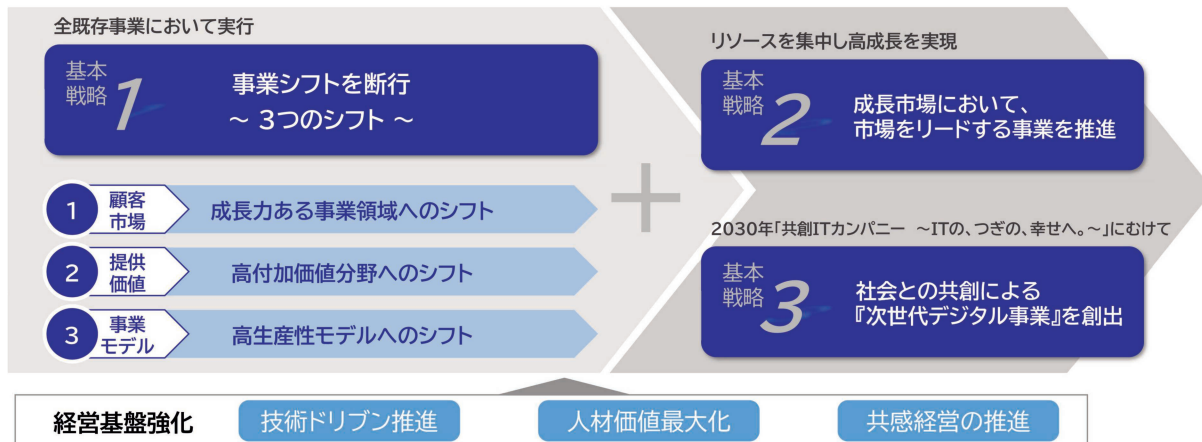 全既存事業において実行
基本
戦略 1
事業シフトを断行
～ 3つのシフト ～
1
顧客
市場
成長力ある事業領域へのシフト
2
提供
価値
高付加価値分野へのシフト
3
事業
モデル
高生産性モデルへのシフト
+
リソースを集中し高成長を実現
基本
戦略 2
成長市場において、
市場をリードする事業を推進
2030年「共創ITカンパニー ～ITの、つぎの、幸せへ。～」にむけて
基本
戦略 3
社会との共創による
『次世代デジタル事業』を創出
経営基盤強化
技術ドリブン推進
人材価値最大化
共感経営の推進